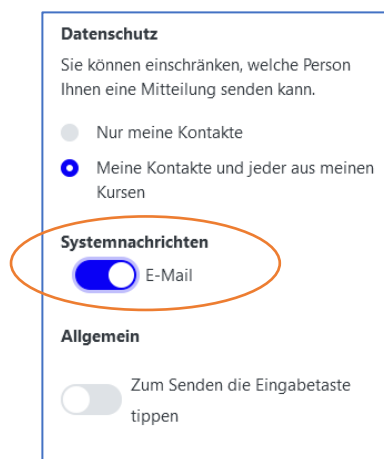 Datenschutz
Sie können einschränken, welche Person
Ihnen eine Mitteilung senden kann.
Nur meine Kontakte
Meine Kontakte und jeder aus meinen
Kursen
Systemnachrichten
E-Mail
Allgemein
Zum Senden die Eingabetaste
tippen